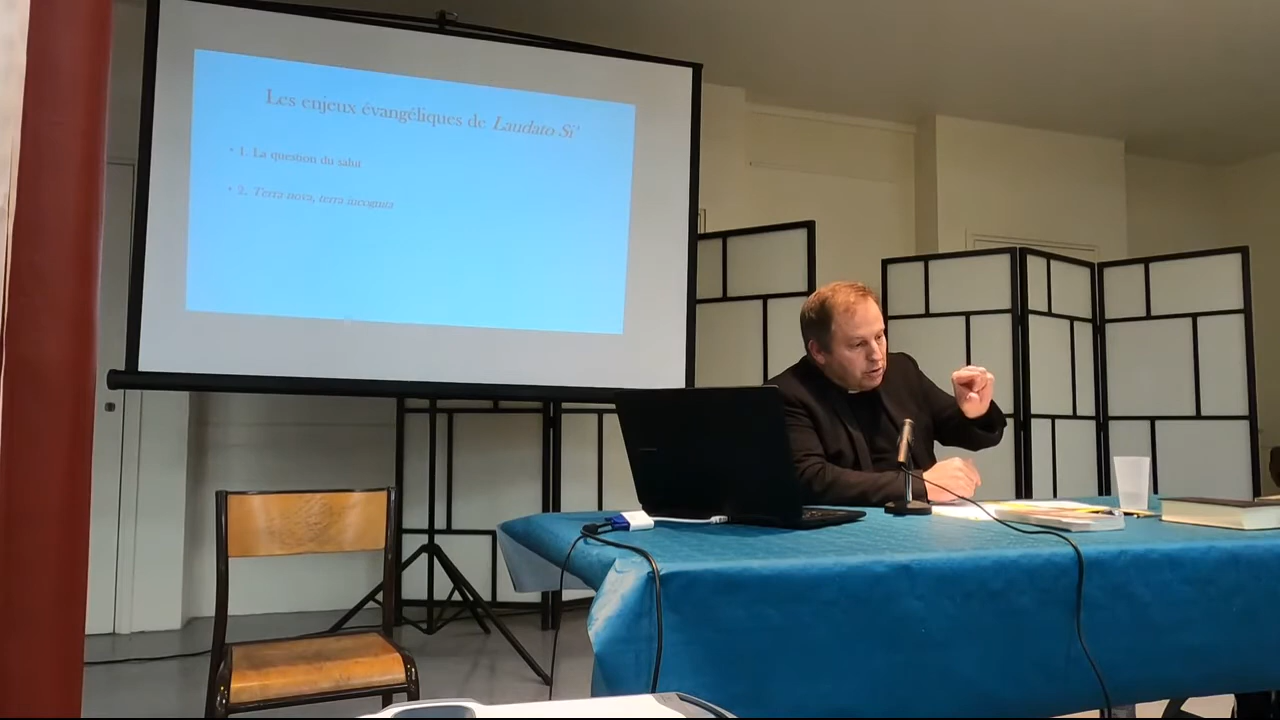 Les enjeux évangéliques de Laudato Si'
• 1. La question du salut
• 2. Terra nova, terra incognita